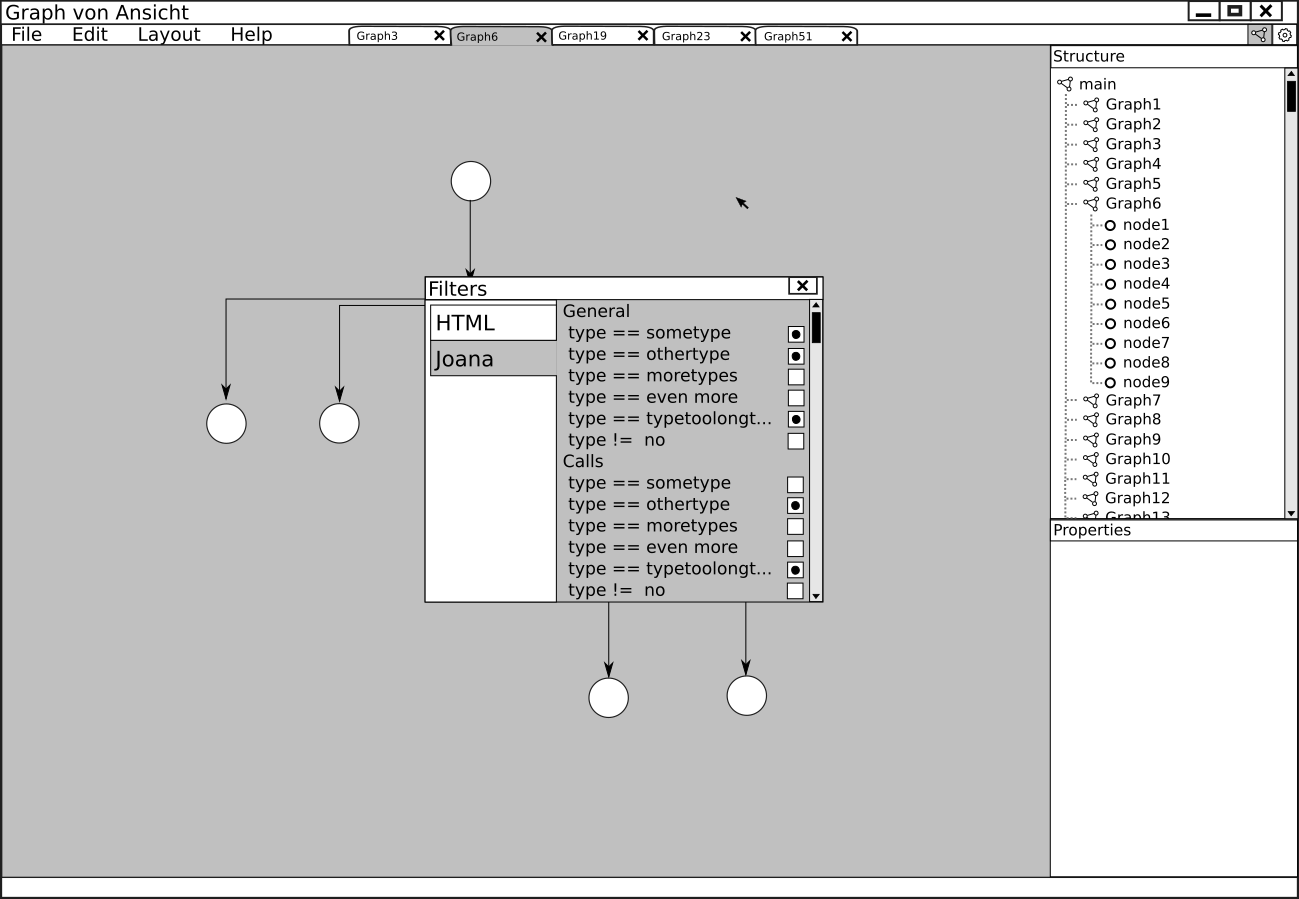 Graph von Ansicht
File Edit Layout Help
Graph3 Graph6 Graph19 Graph23 Graph51
Filters
HTML
Joana
General
type == sometype
type == othertype
type == moretypes
type == even more
type == typetoolongt...
type != no
Calls
type == sometype
type == othertype
type == moretypes
type == even more
type == typetoolongt...
type != no
Structure
main
Graph1
Graph2
Graph3
Graph4
Graph5
Graph6
node1
node2
node3
node4
node5
node6
node7
node8
node9
Graph7
Graph8
Graph9
Graph10
Graph11
Graph12
Graph13
Properties